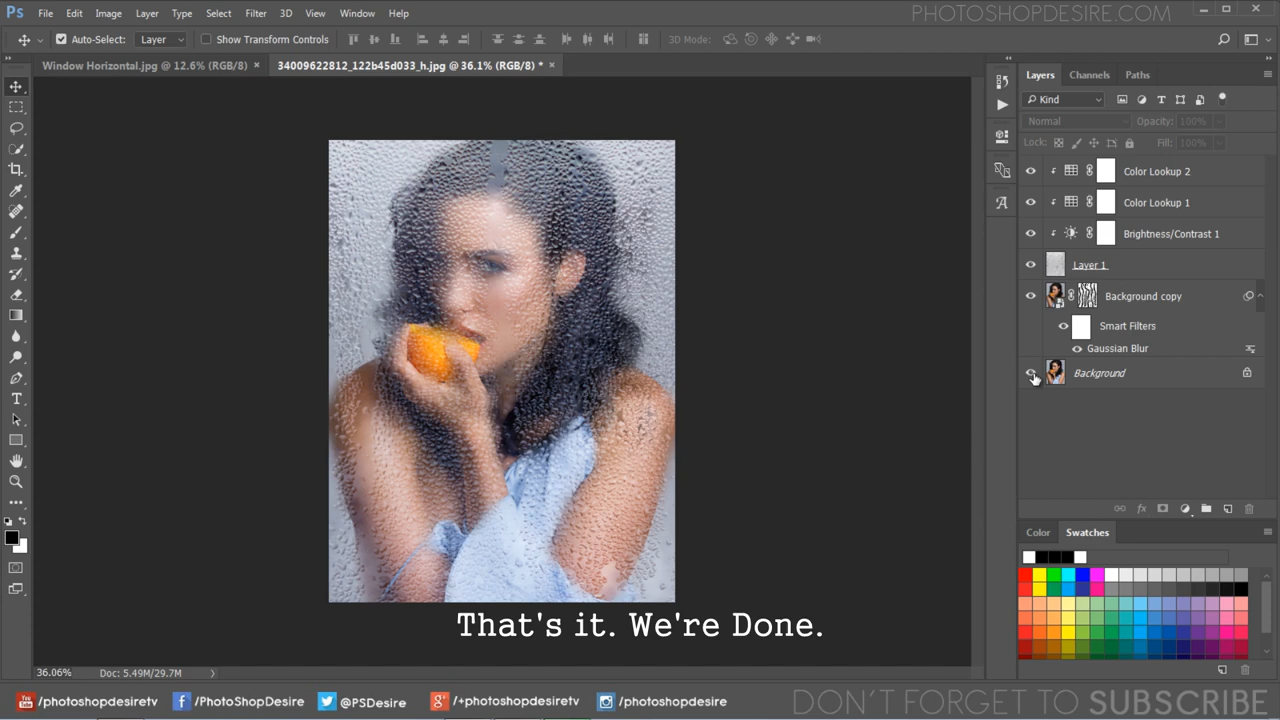 Ps File Edit Image Layer Type Select Filter 3D View Window Help PHOTOSHOPDESIRE.COM
Auto-Select: Layer Show Transform Controls 3D Mode:
Window Horizontal.jpg @ 12.6% (RGB/8) × 34009622812_122b45d033_h.jpg @ 36.1% (RGB/8) * ×
Layers Channels Paths
Kind
Normal Opacity: 100%
Lock: Fill: 100%
Color Lookup 2
Color Lookup 1
Brightness/Contrast 1
Layer 1
Background copy
Smart Filters
Gaussian Blur
Background
Color Swatches
That's it. We're Done.
36.06% Doc: 5.49M/29.7M
You Tube /photoshopdesiretv /PhotoShopDesire @PSDesire g+ /+photoshopdesiretv /photoshopdesire DON'T FORGET TO SUBSCRIBE